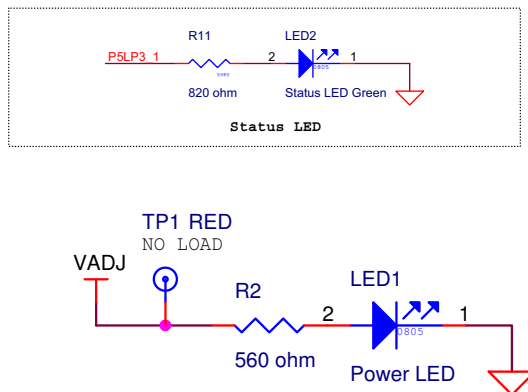 R11 LED2
P5LP3_1 2 1
0805
820 ohm Status LED Green
Status LED
TP1 RED
NO LOAD
VADJ
R2 LED1
2 1
0805
560 ohm Power LED